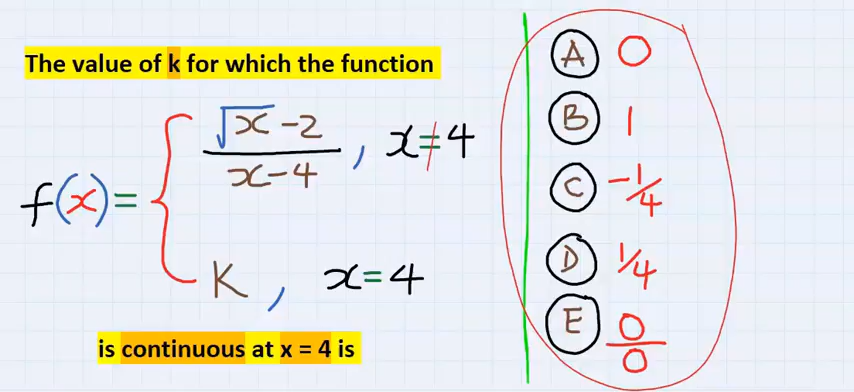 The value of k for which the function
f(x)= { (√x -2)/(x-4) , x≠4
K , x=4
is continuous at x = 4 is
A 0
B 1
C -1/4
D 1/4
E 0/0